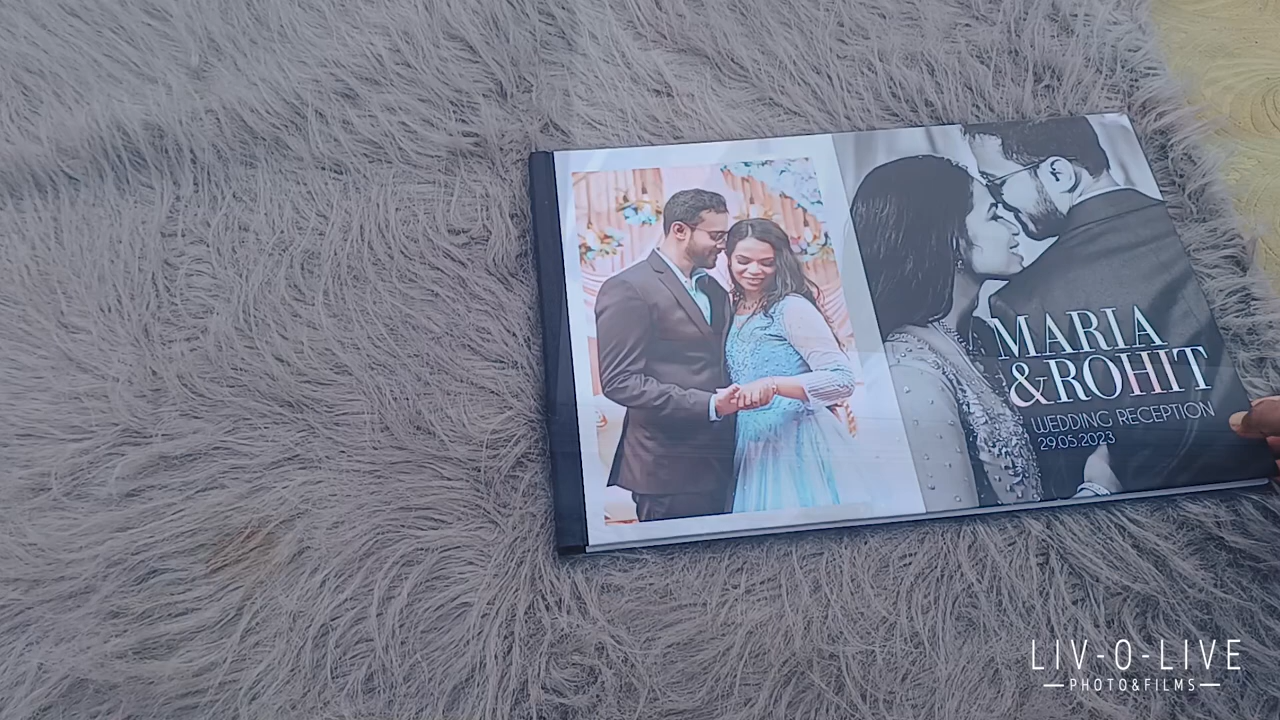 MARIA
&ROHIT
WEDDING RECEPTION
29.05.2023
LIV-O-LIVE
PHOTO&FILMS